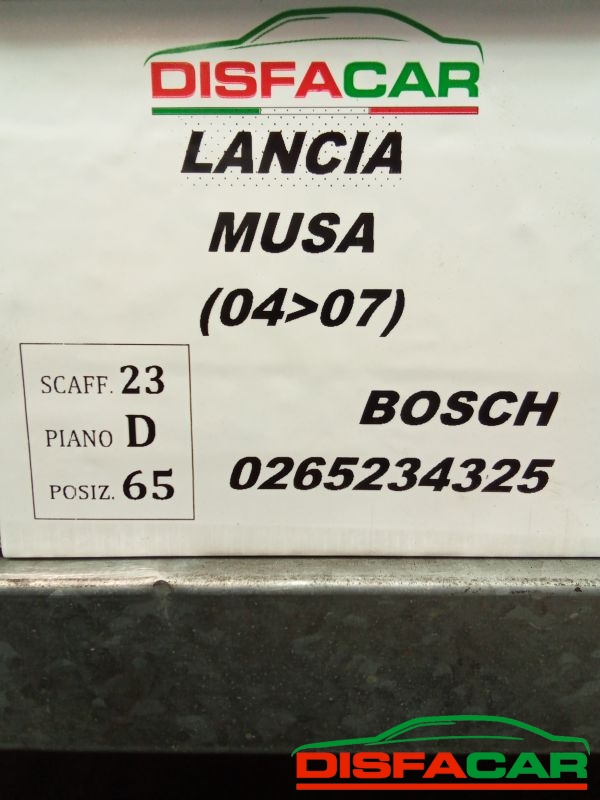 DISFACAR
LANCIA
MUSA
(04>07)
SCAFF. 23
PIANO D
POSIZ. 65
BOSCH
0265234325
DISFACAR